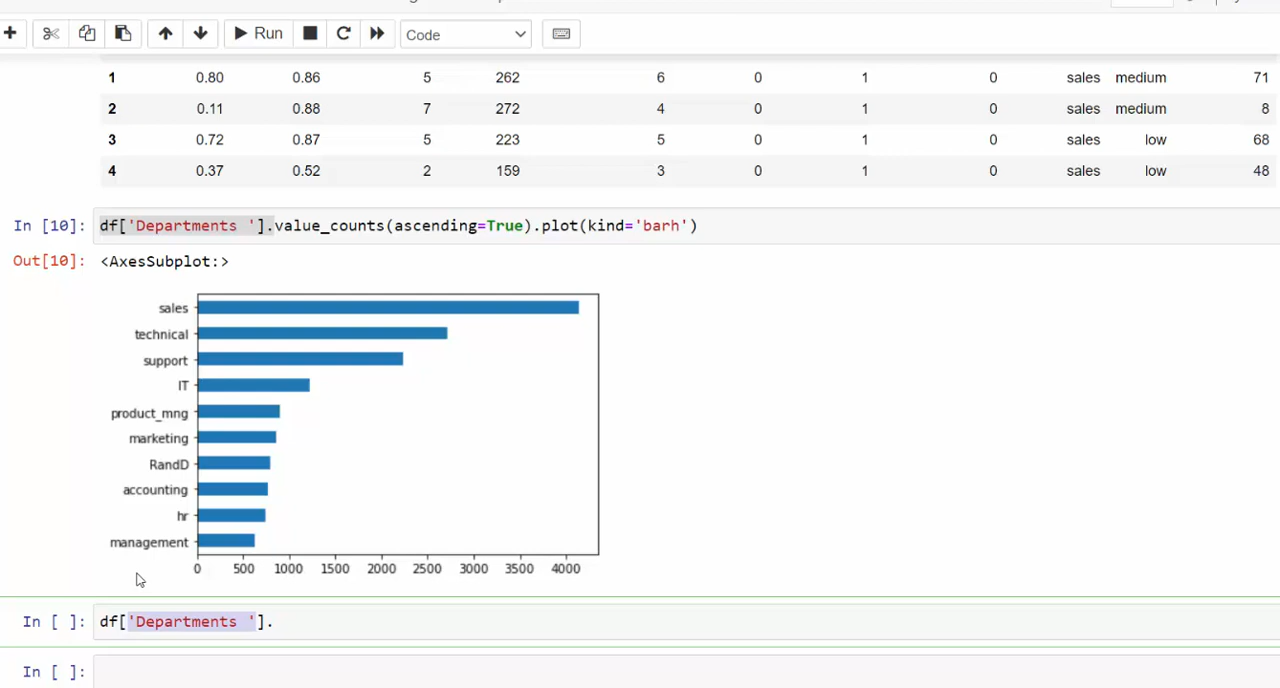 Run
Code
1 0.80 0.86 5 262 6 0 1 0 sales medium 71
2 0.11 0.88 7 272 4 0 1 0 sales medium 8
3 0.72 0.87 5 223 5 0 1 0 sales low 68
4 0.37 0.52 2 159 3 0 1 0 sales low 48
In [10]: df['Departments '].value_counts(ascending=True).plot(kind='barh')
Out[10]: <AxesSubplot:>
sales
technical
support
IT
product_mng
marketing
RandD
accounting
hr
management
0 500 1000 1500 2000 2500 3000 3500 4000
In [ ]: df['Departments '].
In [ ]: